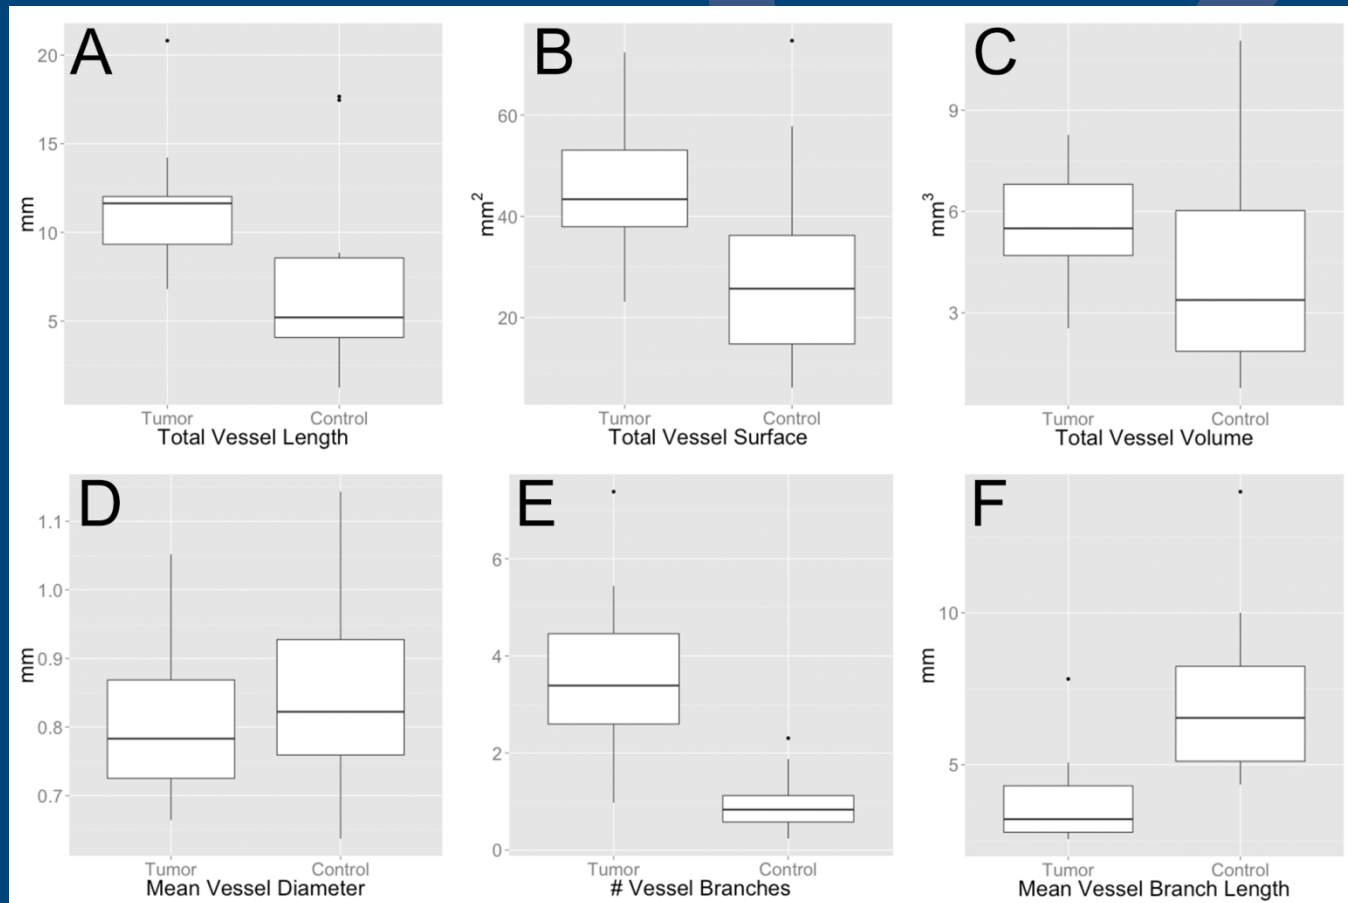 A
20
15
10
5
mm
Tumor Control
Total Vessel Length
B
60
40
20
mm²
Tumor Control
Total Vessel Surface
C
9
6
3
mm³
Tumor Control
Total Vessel Volume
D
1.1
1.0
0.9
0.8
0.7
mm
Tumor Control
Mean Vessel Diameter
E
6
4
2
0
Tumor Control
# Vessel Branches
F
10
5
mm
Tumor Control
Mean Vessel Branch Length